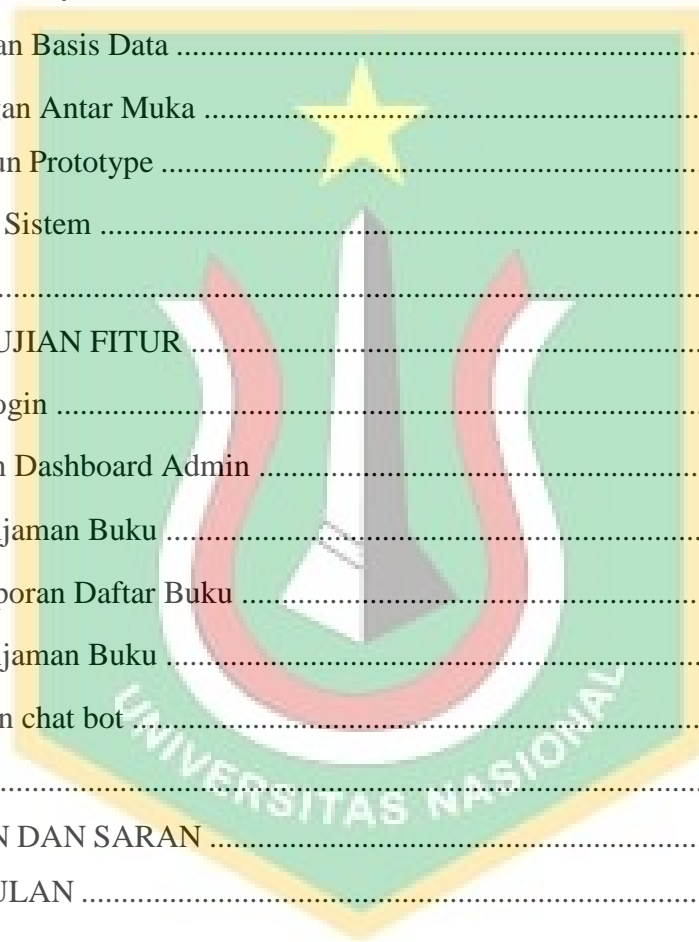 an Basis Data ..........................................................................
gan Antar Muka ......................................................................
un Prototype ...........................................................................
Sistem ...................................................................................
..............................................................................................
UJIAN FITUR .........................................................................
ogin ........................................................................................
n Dashboard Admin ...............................................................
jaman Buku ...........................................................................
poran Daftar Buku .................................................................
jaman Buku ...........................................................................
n chat bot ...............................................................................
..............................................................................................
N DAN SARAN .......................................................................
ULAN .....................................................................................
UNIVERSITAS NASIONAL